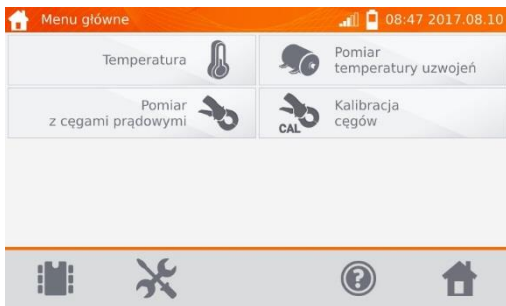 Menu główne
08:47 2017.08.10
Temperatura
Pomiar
temperatury uzwojeń
Pomiar
z cęgami prądowymi
CAL
Kalibracja
cęgów
?